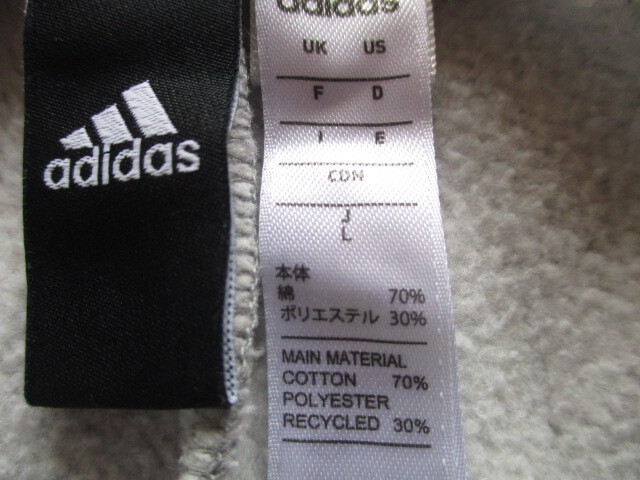 adidas
adidas
UK US
F D
I E
CDN
J
L
本体
綿 70%
ポリエステル 30%
MAIN MATERIAL
COTTON 70%
POLYESTER
RECYCLED 30%